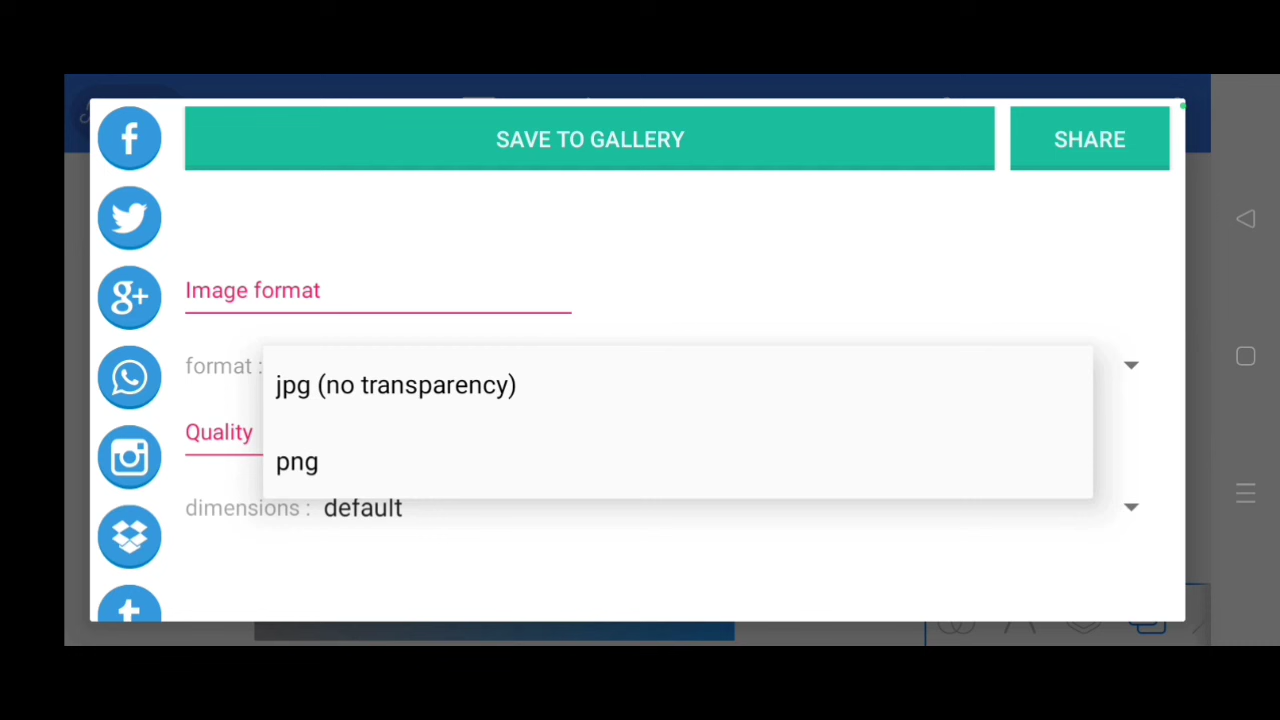 SAVE TO GALLERY
SHARE
Image format
format :
jpg (no transparency)
Quality
png
dimensions : default